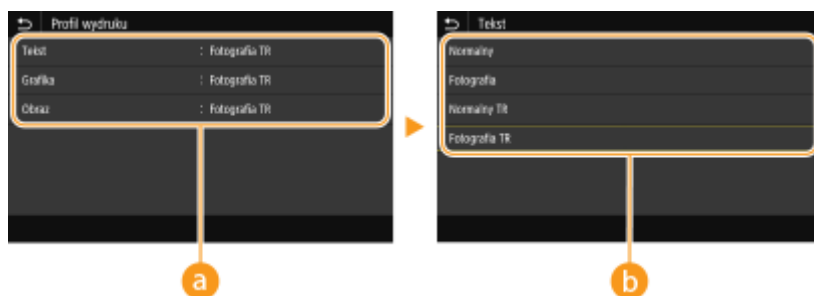 Profil wydruku
Tekst : Fotografia TR
Grafika : Fotografia TR
Obraz : Fotografia TR
a
Tekst
Normalny
Fotografia
Normalny TR
Fotografia TR
b